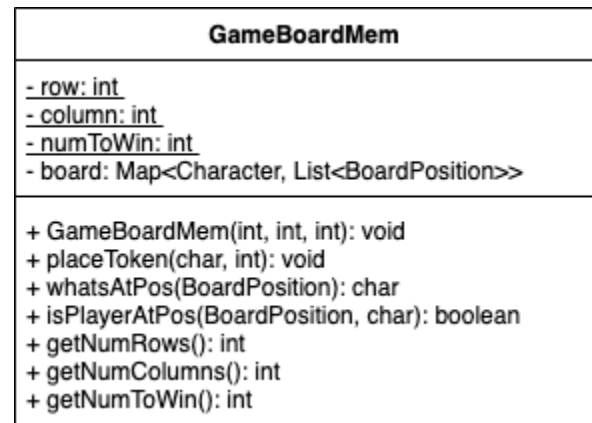 GameBoardMem
- row: int
- column: int
- numToWin: int
- board: Map<Character, List<BoardPosition>>
+ GameBoardMem(int, int, int): void
+ placeToken(char, int): void
+ whatsAtPos(BoardPosition): char
+ isPlayerAtPos(BoardPosition, char): boolean
+ getNumRows(): int
+ getNumColumns(): int
+ getNumToWin(): int